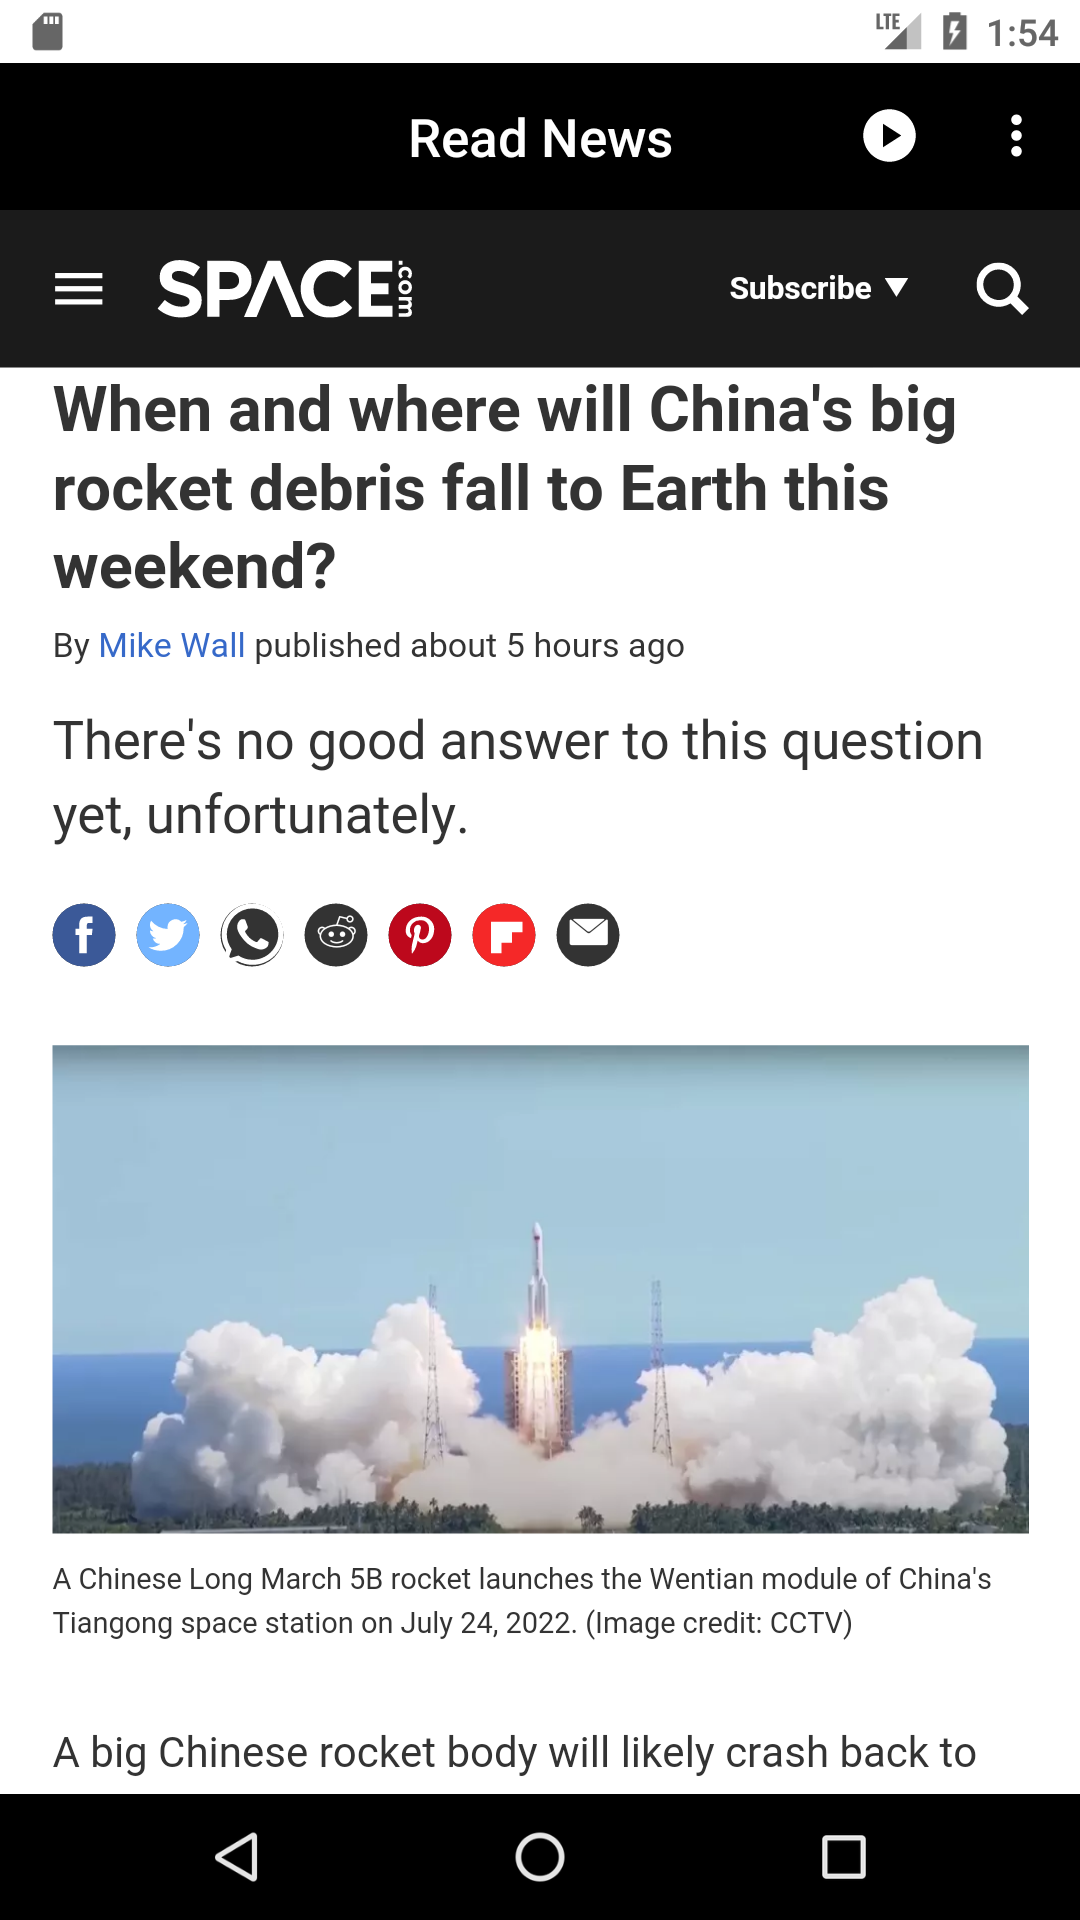 LTE 1:54
Read News
SPACE.com Subscribe ▼
When and where will China's big
rocket debris fall to Earth this
weekend?
By Mike Wall published about 5 hours ago
There's no good answer to this question
yet, unfortunately.
A Chinese Long March 5B rocket launches the Wentian module of China's
Tiangong space station on July 24, 2022. (Image credit: CCTV)
A big Chinese rocket body will likely crash back to